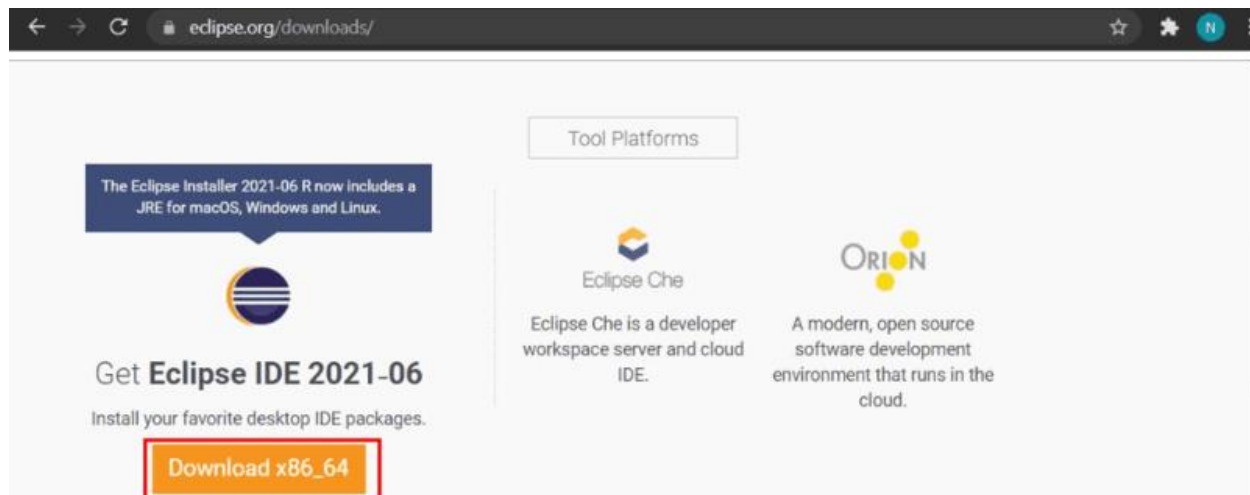 eclipse.org/downloads/
N
Tool Platforms
The Eclipse Installer 2021-06 R now includes a
JRE for macOS, Windows and Linux.
Get Eclipse IDE 2021-06
Install your favorite desktop IDE packages.
Download x86_64
Eclipse Che
Eclipse Che is a developer
workspace server and cloud
IDE.
ORION
A modern, open source
software development
environment that runs in the
cloud.